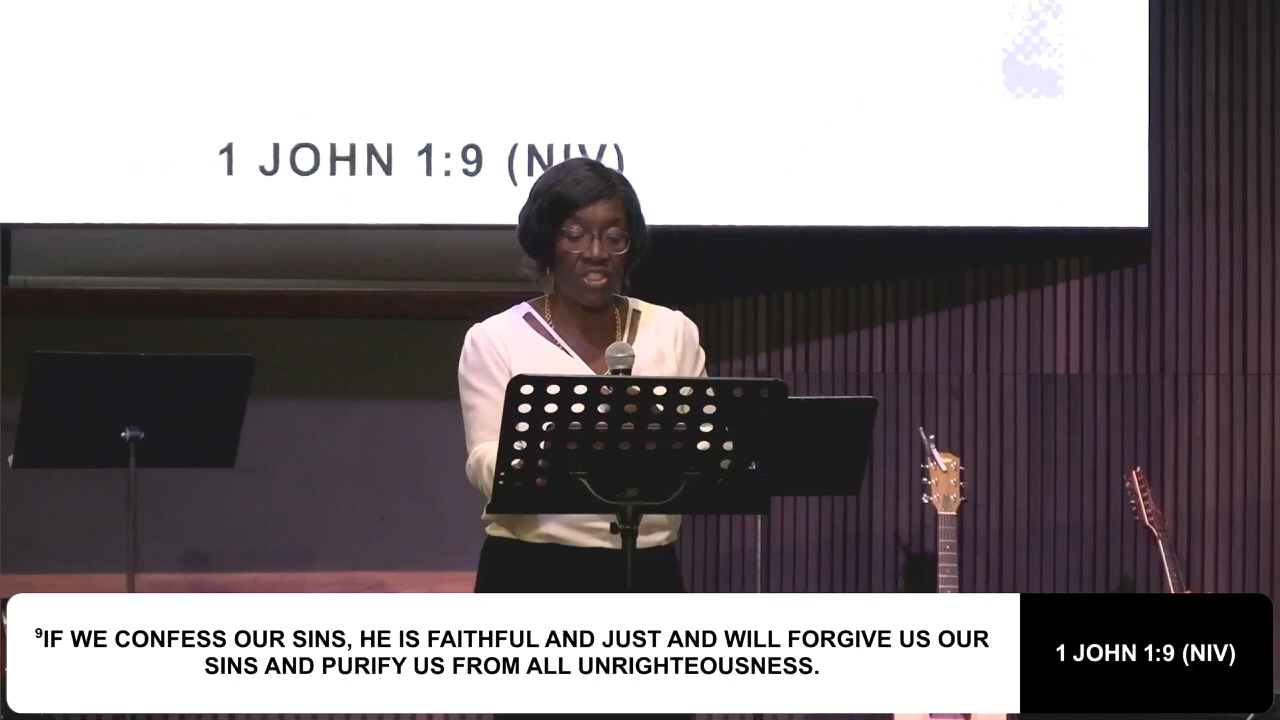 1 JOHN 1:9 (NIV)
9IF WE CONFESS OUR SINS, HE IS FAITHFUL AND JUST AND WILL FORGIVE US OUR
SINS AND PURIFY US FROM ALL UNRIGHTEOUSNESS.
1 JOHN 1:9 (NIV)